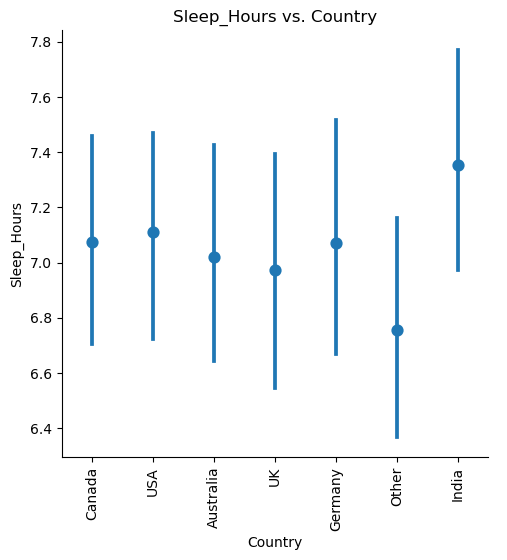 Sleep_Hours vs. Country
7.8
7.6
7.4
7.2
7.0
6.8
6.6
6.4
Sleep_Hours
Canada
USA
Australia
UK
Germany
Other
India
Country